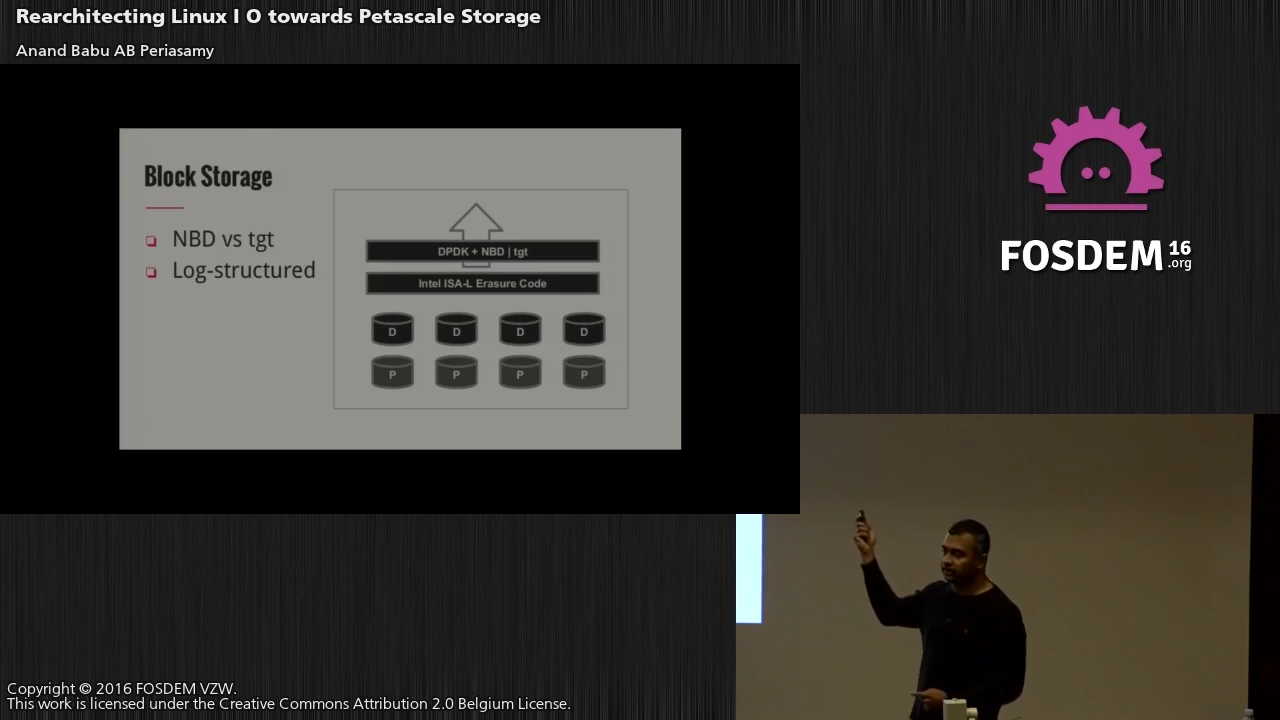 Rearchitecting Linux I O towards Petascale Storage
Anand Babu AB Periasamy
Block Storage
NBD vs tgt
Log-structured
DPDK + NBD | tgt
Intel ISA-L Erasure Code
D D D D
P P P P
FOSDEM 16
.org
Copyright © 2016 FOSDEM VZW.
This work is licensed under the Creative Commons Attribution 2.0 Belgium License.